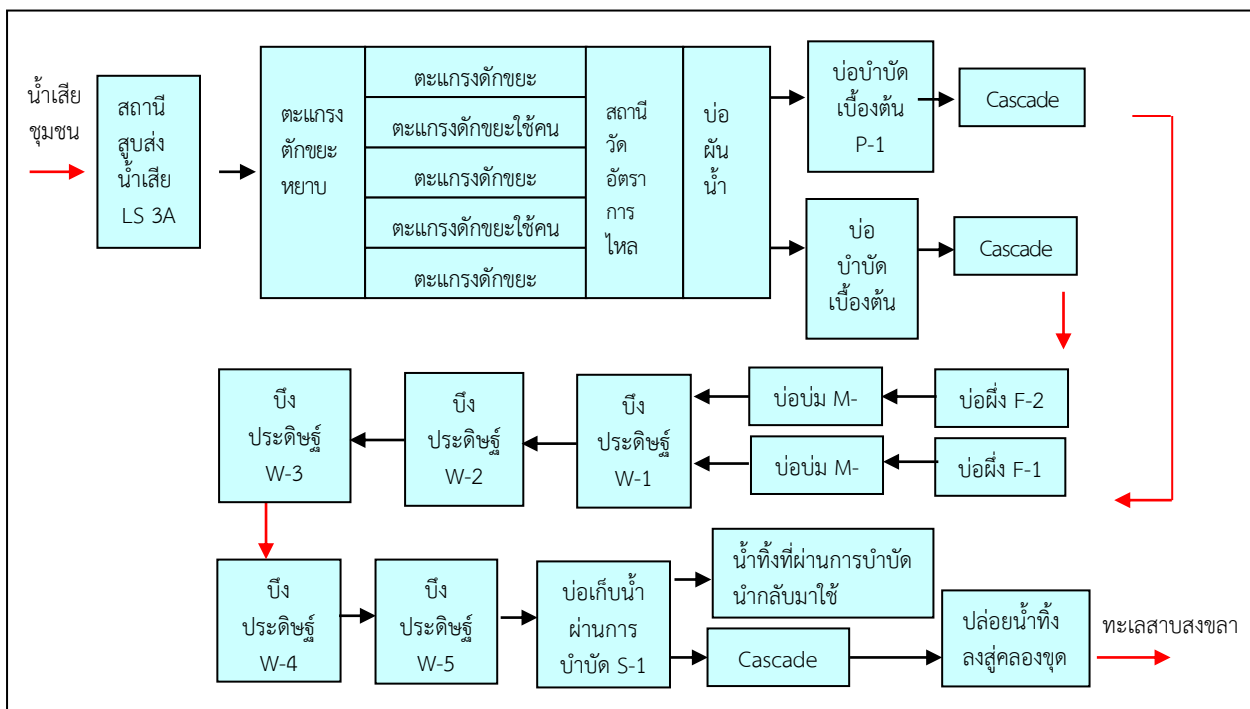 น้ำเสีย
ชุมชน
สถานี
สูบส่ง
น้ำเสีย
LS 3A
ตะแกรง
ตักขยะ
หยาบ
ตะแกรงดักขยะ
ตะแกรงดักขยะใช้คน
ตะแกรงดักขยะ
ตะแกรงดักขยะใช้คน
ตะแกรงดักขยะ
สถานี
วัด
อัตรา
การ
ไหล
บ่อ
ผัน
น้ำ
บ่อบำบัด
เบื้องต้น
P-1
Cascade
บ่อ
บำบัด
เบื้องต้น
Cascade
บ่อผึ่ง F-2
บ่อบ่ม M-
บ่อผึ่ง F-1
บ่อบ่ม M-
บึง
ประดิษฐ์
W-1
บึง
ประดิษฐ์
W-2
บึง
ประดิษฐ์
W-3
บึง
ประดิษฐ์
W-4
บึง
ประดิษฐ์
W-5
บ่อเก็บน้ำ
ผ่านการ
บำบัด S-1
น้ำทิ้งที่ผ่านการบำบัด
นำกลับมาใช้
Cascade
ปล่อยน้ำทิ้ง
ลงสู่คลองขุด
ทะเลสาบสงขลา